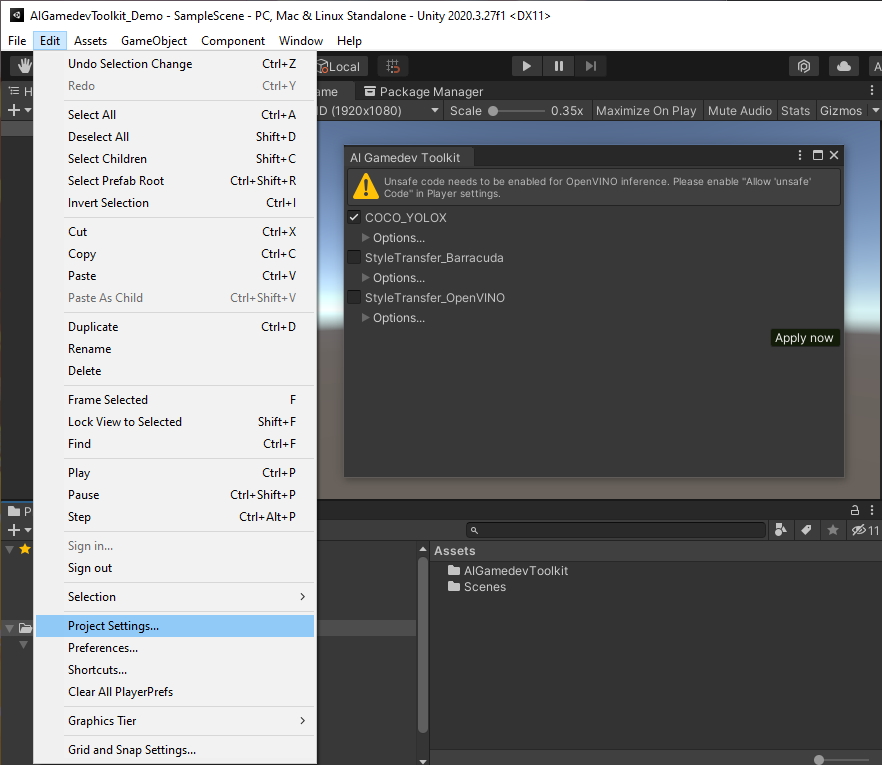 AIGamedevToolkit_Demo - SampleScene - PC, Mac & Linux Standalone - Unity 2020.3.27f1 <DX11>
File Edit Assets GameObject Component Window Help
Undo Selection Change Ctrl+Z
Redo Ctrl+Y
Select All Ctrl+A
Deselect All Shift+D
Select Children Shift+C
Select Prefab Root Ctrl+Shift+R
Invert Selection Ctrl+I
Cut Ctrl+X
Copy Ctrl+C
Paste Ctrl+V
Paste As Child Ctrl+Shift+V
Duplicate Ctrl+D
Rename
Delete
Frame Selected F
Lock View to Selected Shift+F
Find Ctrl+F
Play Ctrl+P
Pause Ctrl+Shift+P
Step Ctrl+Alt+P
Sign in...
Sign out
Selection
Project Settings...
Preferences...
Shortcuts...
Clear All PlayerPrefs
Graphics Tier
Grid and Snap Settings...
Local
A
H
ame Package Manager
D (1920x1080) Scale 0.35x Maximize On Play Mute Audio Stats Gizmos
AI Gamedev Toolkit
Unsafe code needs to be enabled for OpenVINO inference. Please enable "Allow 'unsafe'
Code" in Player settings.
COCO_YOLOX
Options...
StyleTransfer_Barracuda
Options...
StyleTransfer_OpenVINO
Options...
Apply now
P
11
Assets
AIGamedevToolkit
Scenes